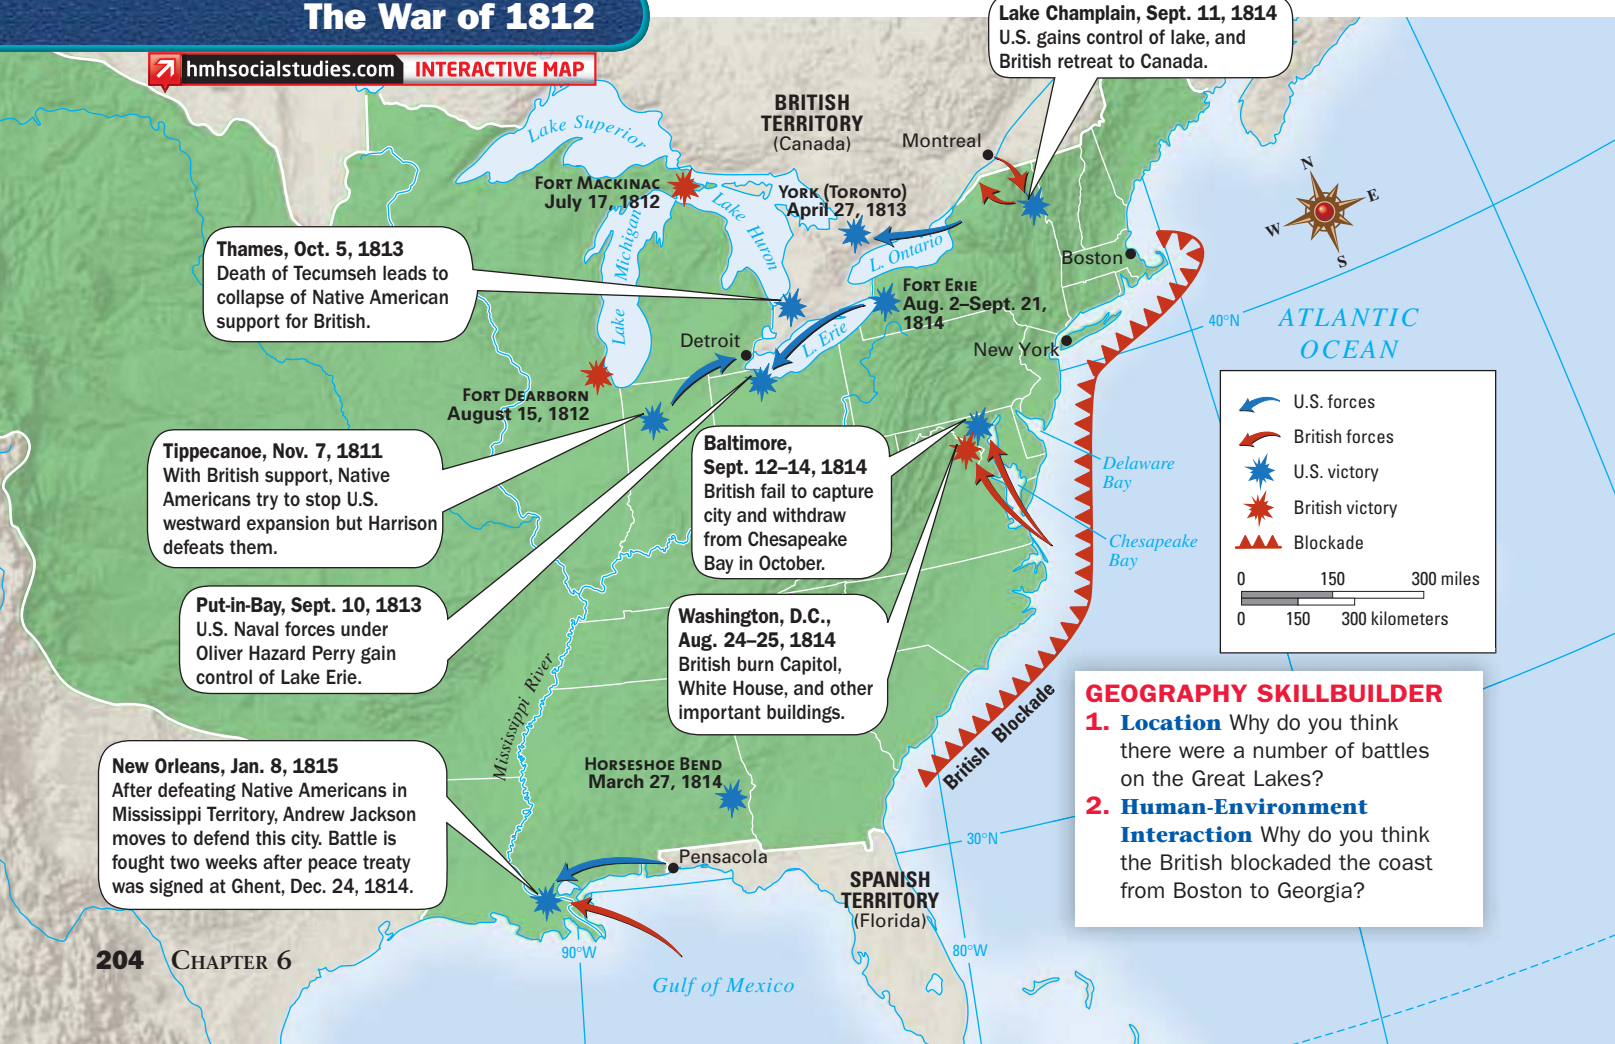 The War of 1812
hmhsocialstudies.com INTERACTIVE MAP
Lake Champlain, Sept. 11, 1814
U.S. gains control of lake, and
British retreat to Canada.
BRITISH
TERRITORY
(Canada)
Montreal
Lake Superior
FORT MACKINAC
July 17, 1812
YORK (TORONTO)
April 27, 1813
Lake Huron
Lake Michigan
L. Ontario
Boston
N
E
W
S
Thames, Oct. 5, 1813
Death of Tecumseh leads to
collapse of Native American
support for British.
FORT ERIE
Aug. 2–Sept. 21,
1814
L. Erie
Detroit
New York
40°N
ATLANTIC
OCEAN
FORT DEARBORN
August 15, 1812
U.S. forces
British forces
U.S. victory
British victory
Blockade
0 150 300 miles
0 150 300 kilometers
Tippecanoe, Nov. 7, 1811
With British support, Native
Americans try to stop U.S.
westward expansion but Harrison
defeats them.
Baltimore,
Sept. 12–14, 1814
British fail to capture
city and withdraw
from Chesapeake
Bay in October.
Delaware
Bay
Chesapeake
Bay
Put-in-Bay, Sept. 10, 1813
U.S. Naval forces under
Oliver Hazard Perry gain
control of Lake Erie.
Washington, D.C.,
Aug. 24–25, 1814
British burn Capitol,
White House, and other
important buildings.
Mississippi River
British Blockade
New Orleans, Jan. 8, 1815
After defeating Native Americans in
Mississippi Territory, Andrew Jackson
moves to defend this city. Battle is
fought two weeks after peace treaty
was signed at Ghent, Dec. 24, 1814.
HORSESHOE BEND
March 27, 1814
Pensacola
30°N
SPANISH
TERRITORY
(Florida)
90°W
80°W
Gulf of Mexico
GEOGRAPHY SKILLBUILDER
1. Location Why do you think
there were a number of battles
on the Great Lakes?
2. Human-Environment
Interaction Why do you think
the British blockaded the coast
from Boston to Georgia?
204 CHAPTER 6